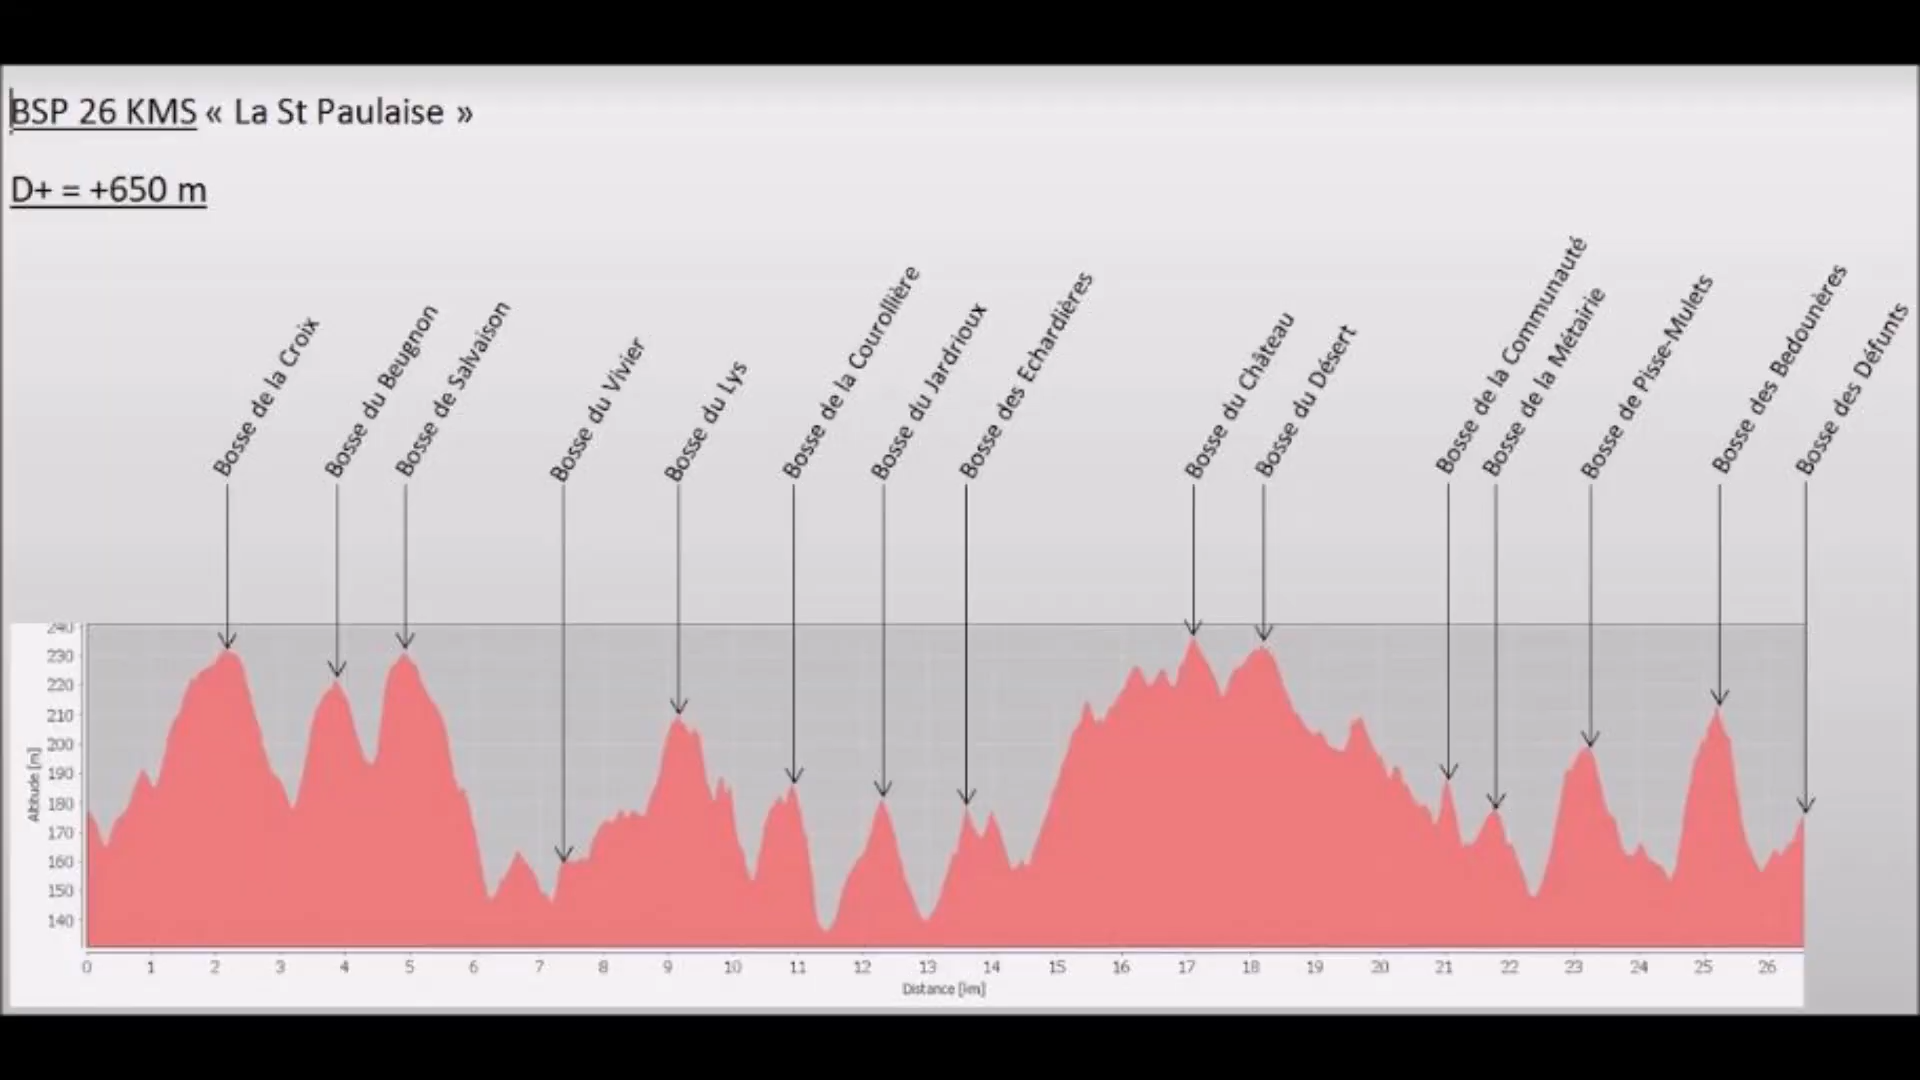 BSP 26 KMS « La St Paulaise »
D+ = +650 m
Bosse de la Croix
Bosse du Beugnon
Bosse de Salvaison
Bosse du Vivier
Bosse du Lys
Bosse de la Courollière
Bosse du Jardrioux
Bosse des Echardières
Bosse du Château
Bosse du Désert
Bosse de la Communauté
Bosse de la Métairie
Bosse de Pisse-Mulets
Bosse des Bedounères
Bosse des Défunts
240
230
220
210
200
190
180
170
160
150
140
Altitude [m]
0 1 2 3 4 5 6 7 8 9 10 11 12 13 14 15 16 17 18 19 20 21 22 23 24 25 26
Distance [km]